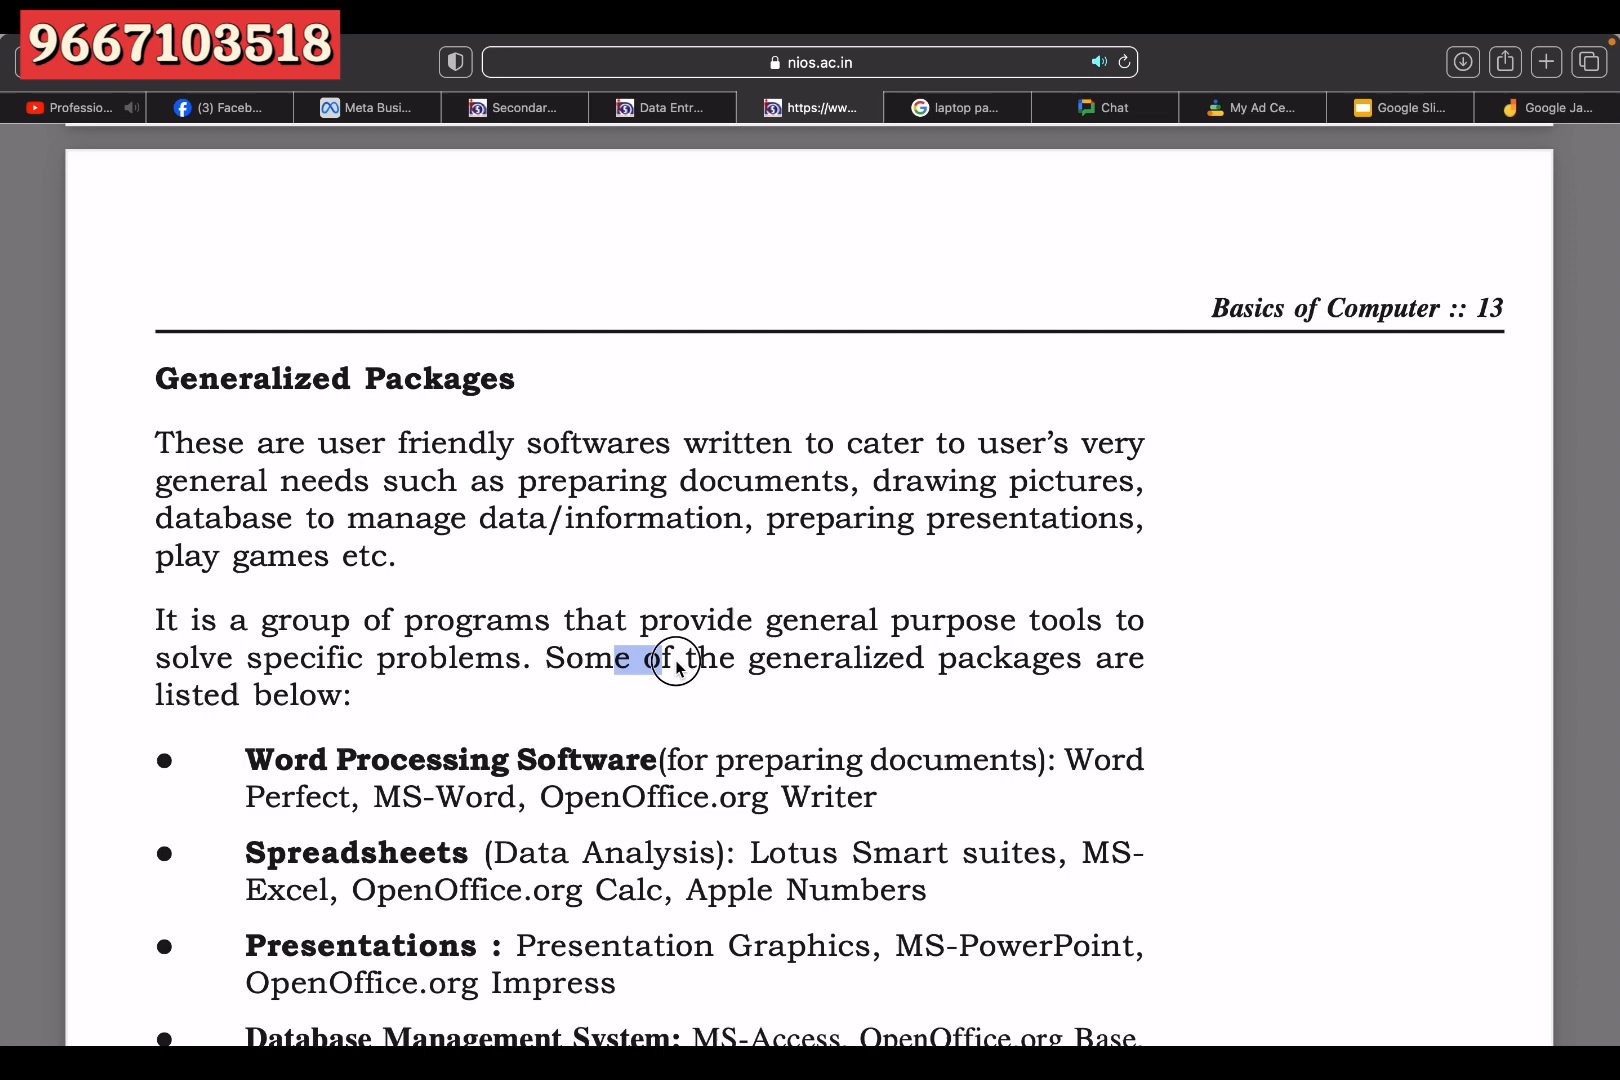 9667103518
nios.ac.in
Professio...
(3) Faceb...
Meta Busi...
Secondar...
Data Entr...
https://ww...
laptop pa...
Chat
My Ad Ce...
Google Sli...
Google Ja...
Basics of Computer :: 13
Generalized Packages
These are user friendly softwares written to cater to user’s very
general needs such as preparing documents, drawing pictures,
database to manage data/information, preparing presentations,
play games etc.
It is a group of programs that provide general purpose tools to
solve specific problems. Some of the generalized packages are
listed below:
● Word Processing Software(for preparing documents): Word
Perfect, MS-Word, OpenOffice.org Writer
● Spreadsheets (Data Analysis): Lotus Smart suites, MS-
Excel, OpenOffice.org Calc, Apple Numbers
● Presentations : Presentation Graphics, MS-PowerPoint,
OpenOffice.org Impress
● Database Management System: MS-Access, OpenOffice.org Base,